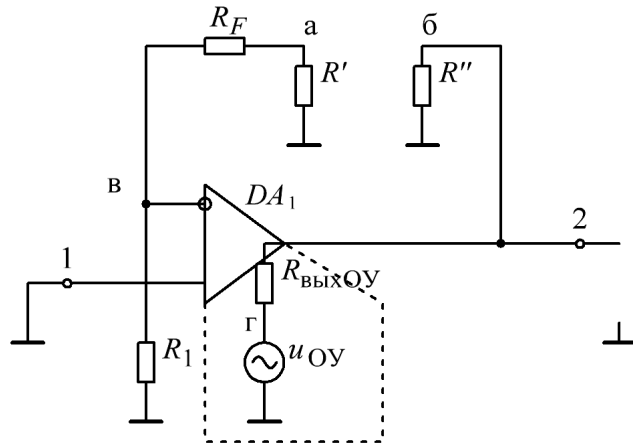 R_F
а
б
R'
R''
в
DA₁
2
1
R_выхОУ
г
R₁
u_ОУ